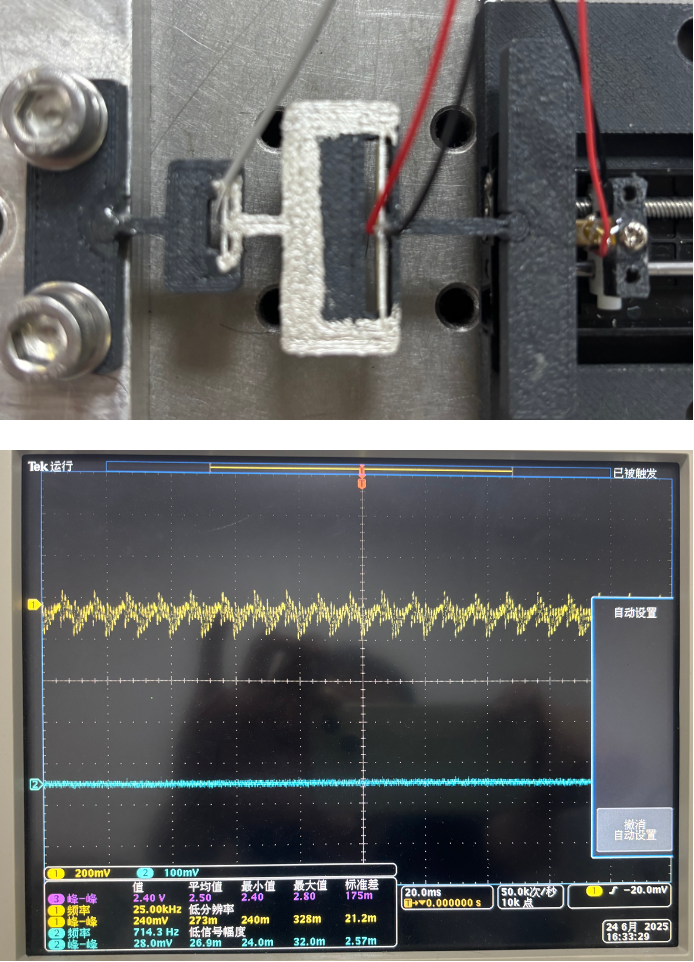 Tek 运行
已被触发
T
T
1
自动设置
2
撤消
自动设置
1 200mV 2 100mV
值 平均值 最小值 最大值 标准差
3 峰-峰 2.40 V 2.50 2.40 2.80 175m
1 频率 25.00kHz 低分辨率
1 峰-峰 240mV 273m 240m 328m 21.2m
2 频率 714.3 Hz 低信号幅度
2 峰-峰 28.0mV 26.9m 24.0m 32.0m 2.57m
20.0ms
T→▼0.000000 s
50.0k次/秒
10k 点
1 -20.0mV
24 6月 2025
16:33:29